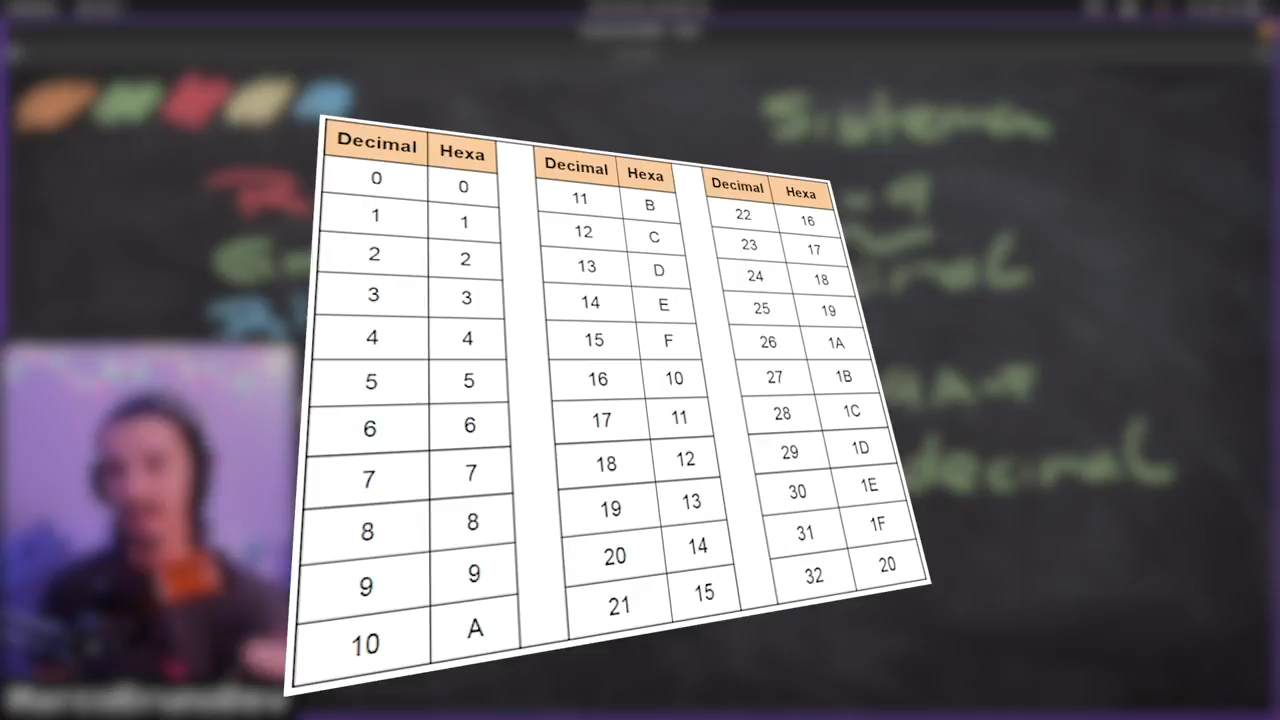 Decimal Hexa Decimal Hexa Decimal Hexa
0 0 11 B 22 16
1 1 12 C 23 17
2 2 13 D 24 18
3 3 14 E 25 19
4 4 15 F 26 1A
5 5 16 10 27 1B
6 6 17 11 28 1C
7 7 18 12 29 1D
8 8 19 13 30 1E
9 9 20 14 31 1F
10 A 21 15 32 20